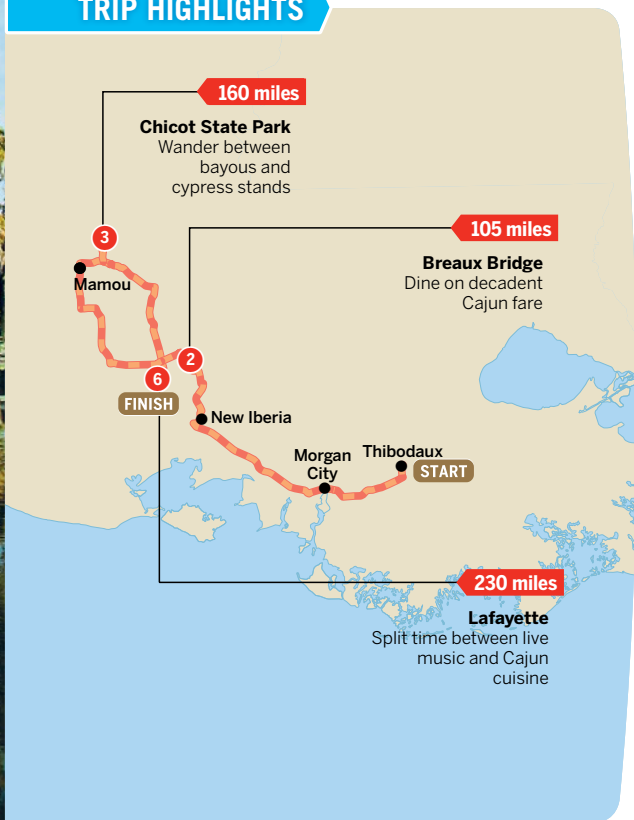 TRIP HIGHLIGHTS
160 miles
Chicot State Park
Wander between
bayous and
cypress stands
3
Mamou
105 miles
Breaux Bridge
Dine on decadent
Cajun fare
2
6
FINISH
New Iberia
Morgan
City
Thibodaux
START
230 miles
Lafayette
Split time between live
music and Cajun
cuisine